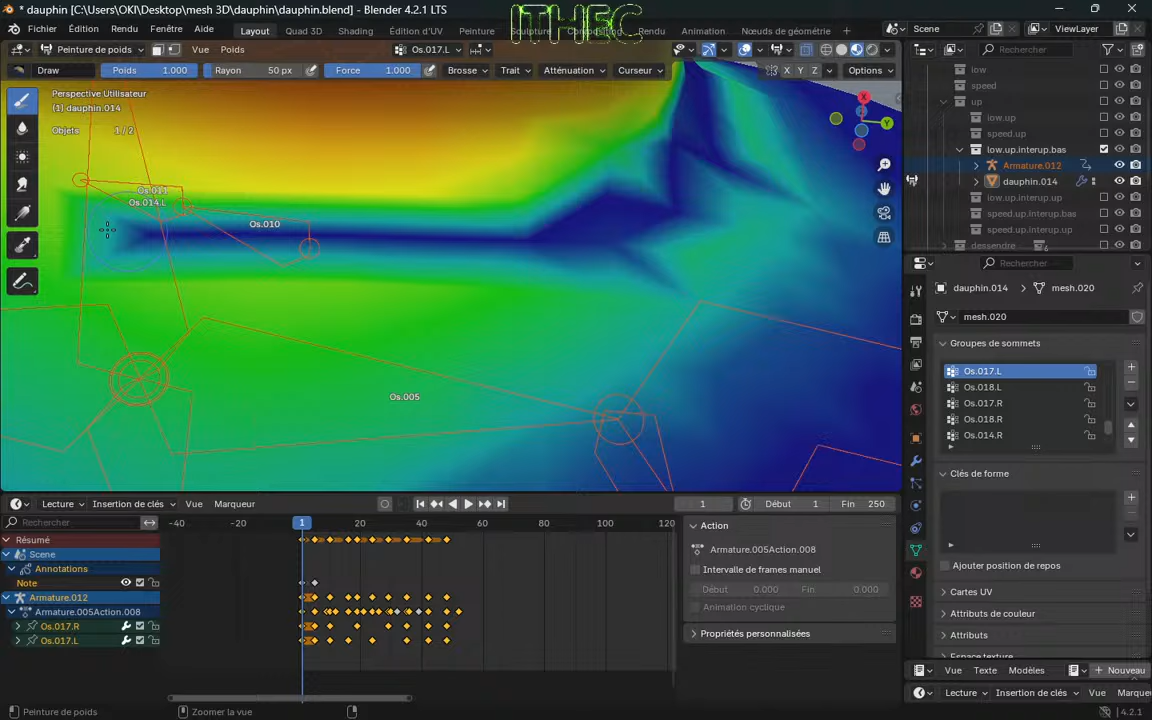 * dauphin [C:\Users\OKI\Desktop\mesh 3D\dauphin\dauphin.blend] - Blender 4.2.1 LTS
Fichier Édition Rendu Fenêtre Aide Layout Quad 3D Shading Édition d'UV Peinture Animation Nœuds de géométrie + Scene ViewLayer
ITHEC
Peinture de poids Vue Poids Os.017.L
Rechercher
Draw Poids 1.000 Rayon 50 px Force 1.000 Brosse Trait Atténuation Curseur X Y Z Options
Perspective Utilisateur
(1) dauphin.014
Objets 1 / 2
X
Y
Os.011
Os.014.L
Os.010
Os.005
low
speed
up
low.up
speed.up
low.up.interup.bas
Armature.012
dauphin.014
low.up.interup.up
speed.up.interup.bas
speed.up.interup.up
dessendre
Rechercher
dauphin.014 mesh.020
mesh.020
Groupes de sommets
Os.017.L
Os.018.L
Os.017.R
Os.018.R
Os.014.R
Clés de forme
Ajouter position de repos
Cartes UV
Attributs de couleur
Attributs
Espace texture
Vue Texte Modèles + Nouveau
Lecture Insertion de clés Vue Marqueur
Lecture Insertion de clés Vue Marqueur 1 Début 1 Fin 250
Rechercher -40 -20 1 20 40 60 80 100 120
Résumé
Scene
Annotations
Note
Armature.012
Armature.005Action.008
Os.017.R
Os.017.L
Action
Armature.005Action.008
Intervalle de frames manuel
Début 0.000 Fin 0.000
Animation cyclique
Propriétés personnalisées
Peinture de poids Zoomer la vue 4.2.1